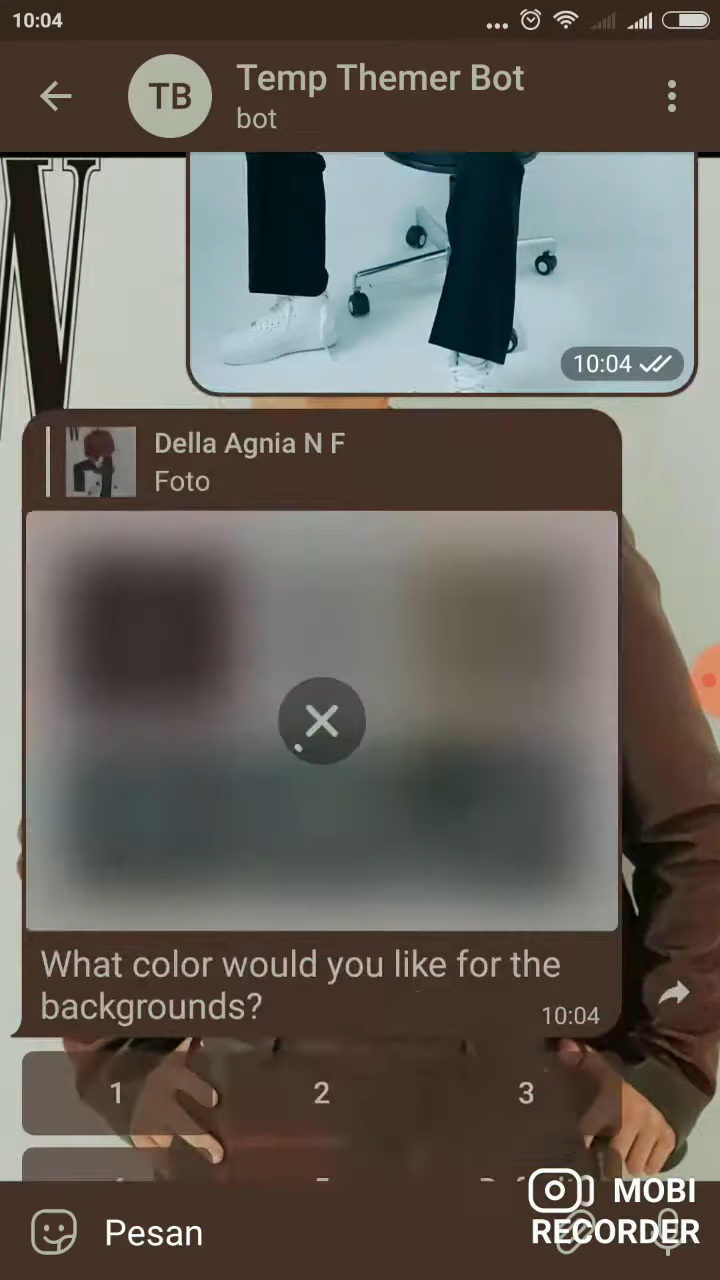 10:04
TB
Temp Themer Bot
bot
W
10:04
Della Agnia N F
Foto
What color would you like for the
backgrounds?
10:04
1 2 3
Pesan
MOBI
RECORDER